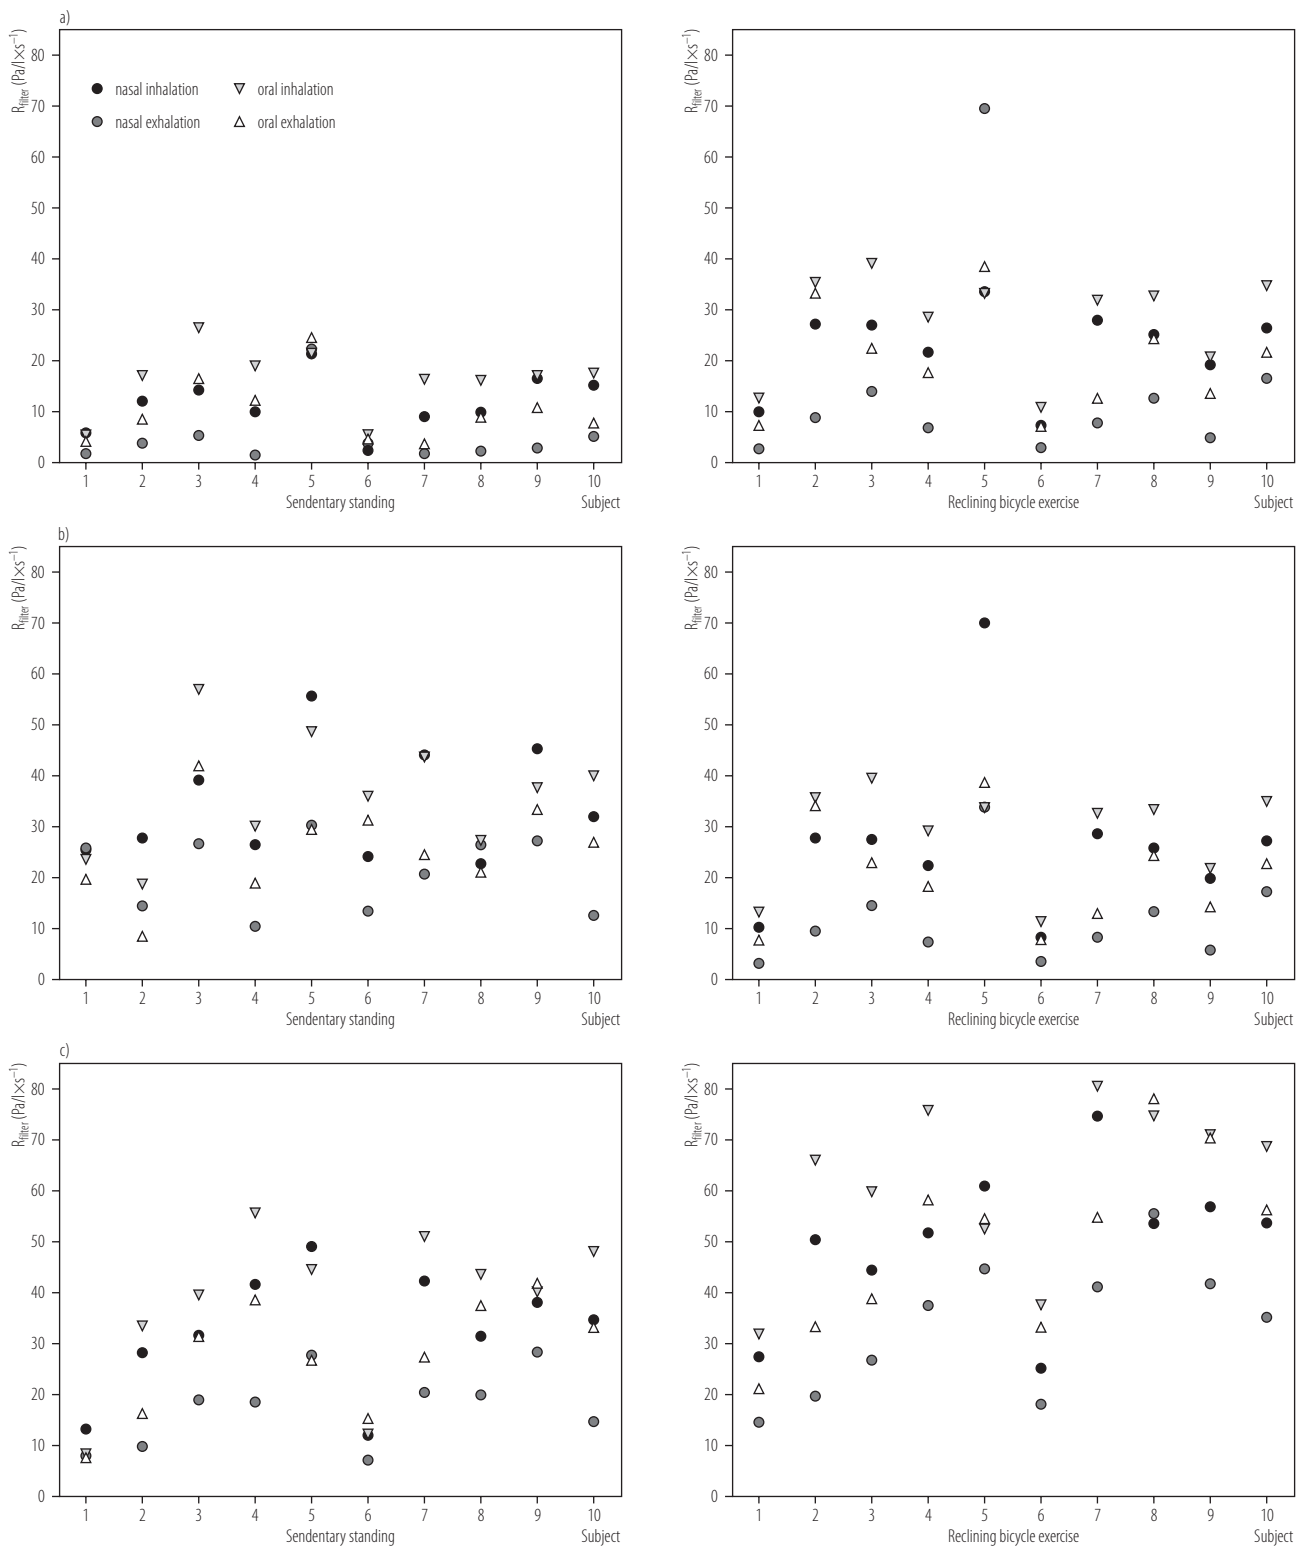 a)
R_filter (Pa/l×s⁻¹)
80
70
60
50
40
30
20
10
0
nasal inhalation
oral inhalation
nasal exhalation
oral exhalation
1 2 3 4 5 6 7 8 9 10
Sendentary standing
Subject
R_filter (Pa/l×s⁻¹)
80
70
60
50
40
30
20
10
0
1 2 3 4 5 6 7 8 9 10
Reclining bicycle exercise
Subject
b)
R_filter (Pa/l×s⁻¹)
80
70
60
50
40
30
20
10
0
1 2 3 4 5 6 7 8 9 10
Sendentary standing
Subject
R_filter (Pa/l×s⁻¹)
80
70
60
50
40
30
20
10
0
1 2 3 4 5 6 7 8 9 10
Reclining bicycle exercise
Subject
c)
R_filter (Pa/l×s⁻¹)
80
70
60
50
40
30
20
10
0
1 2 3 4 5 6 7 8 9 10
Sendentary standing
Subject
R_filter (Pa/l×s⁻¹)
80
70
60
50
40
30
20
10
0
1 2 3 4 5 6 7 8 9 10
Reclining bicycle exercise
Subject